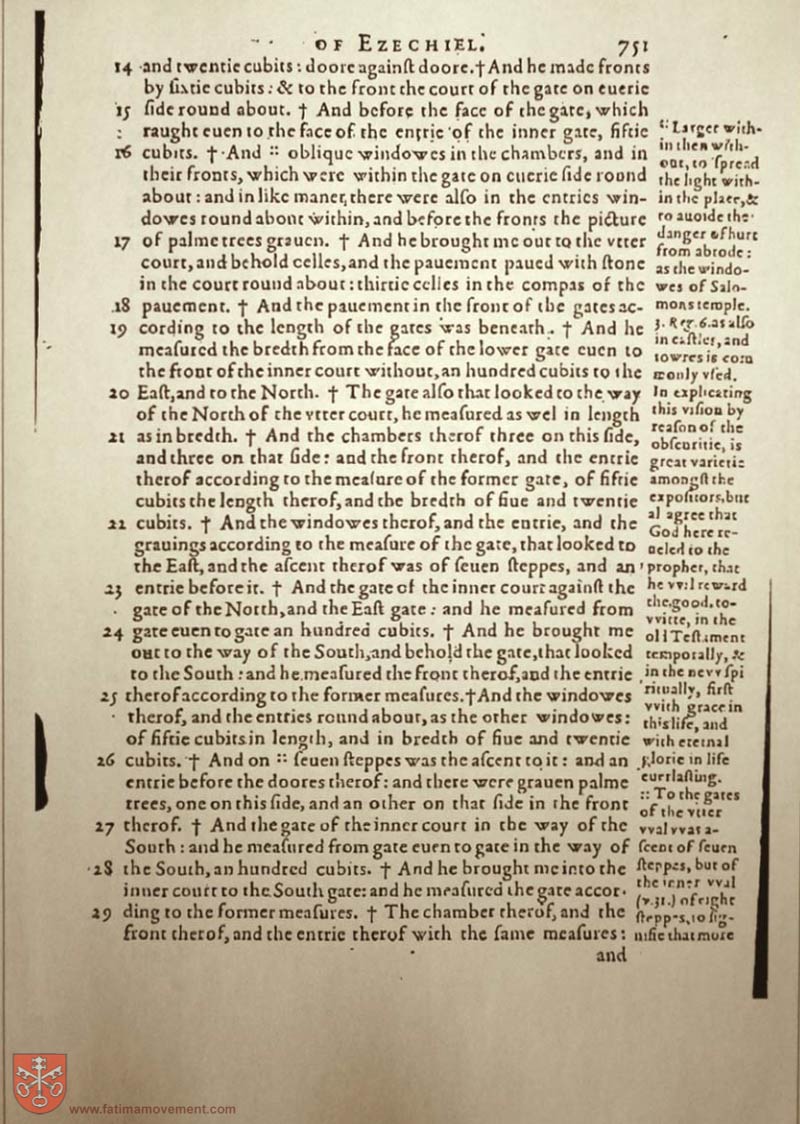 OF EZECHIEL. 751
14 and twentie cubits: doore againſt doore. † And he made fronts
by ſixtie cubits: & to the front the court of the gate on euerie
15 ſide round about. † And before the face of the gate, which
raught euen to the face of the entrie of the inner gate, fiftie
16 cubits. † And :: oblique windowes in the chambers, and in
their fronts, which were within the gate on euerie ſide round
about: and in like maner, there were alſo in the entries win-
dowes round about within, and before the fronts the picture
17 of palme trees grauen. † And he brought me out to the vtter
court, and behold celles, and the pauement paued with ſtone
in the court round about: thirtie celles in the compas of the
18 pauement. † And the pauement in the front of the gates ac-
19 cording to the length of the gates was beneath. † And he
meaſured the bredth from the face of the lower gate euen to
the front of the inner court without, an hundred cubits to the
20 Eaſt, and to the North. † The gate alſo that looked to the way
of the North of the vtter court, he meaſured as wel in length
21 as in bredth. † And the chambers therof three on this ſide,
and three on that ſide: and the front therof, and the entrie
therof according to the meaſure of the former gate, of fiftie
cubits the length therof, and the bredth of fiue and twentie
22 cubits. † And the windowes therof, and the entrie, and the
grauings according to the meaſure of the gate, that looked to
the Eaſt, and the aſcent therof was of ſeuen ſteppes, and an
23 entrie before it. † And the gate of the inner court againſt the
gate of the North, and the Eaſt gate: and he meaſured from
24 gate euen to gate an hundred cubits. † And he brought me
out to the way of the South, and behold the gate, that looked
to the South: and he meaſured the front therof, and the entrie
25 therof according to the former meaſures. † And the windowes
therof, and the entries round about, as the other windowes:
of fiftie cubits in length, and in bredth of fiue and twentie
26 cubits. † And on :: ſeuen ſteppes was the aſcent to it: and an
entrie before the doores therof: and there were grauen palme
trees, one on this ſide, and an other on that ſide in the front
27 therof. † And the gate of the inner court in the way of the
South: and he meaſured from gate euen to gate in the way of
28 the South, an hundred cubits. † And he brought me into the
inner court to the South gate: and he meaſured the gate accor-
29 ding to the former meaſures. † The chamber therof, and the
front therof, and the entrie therof with the ſame meaſures:
and
:: Larger with-
in then with-
out, to ſpread
the light with-
in the place, &
to auoide the
danger of hurt
from abrode:
as the windo-
wes of Salo-
mons temple.
3. Reg. 6. as alſo
in caſtles, and
towres is com
monly vſed.
In explicating
this viſion by
reaſon of the
obſcuritie, is
great varietie
amongſt the
expoſitors, but
al agree that
God here re-
ueled to the
prophet, that
he vvil reward
the good, to-
vvitte, in the
old Teſtament
temporally, &
in the nevv ſpi
ritually, firſt
vvith grace in
this life, and
with eternal
glorie in life
euerlaſting.
:: To the gates
of the vtter
vval vvas a-
ſcent of ſeuen
ſteppes, but of
the inner vval
(v. 31.) of eight
ſteppes, to ſig-
nifie that more
www.fatimamovement.com